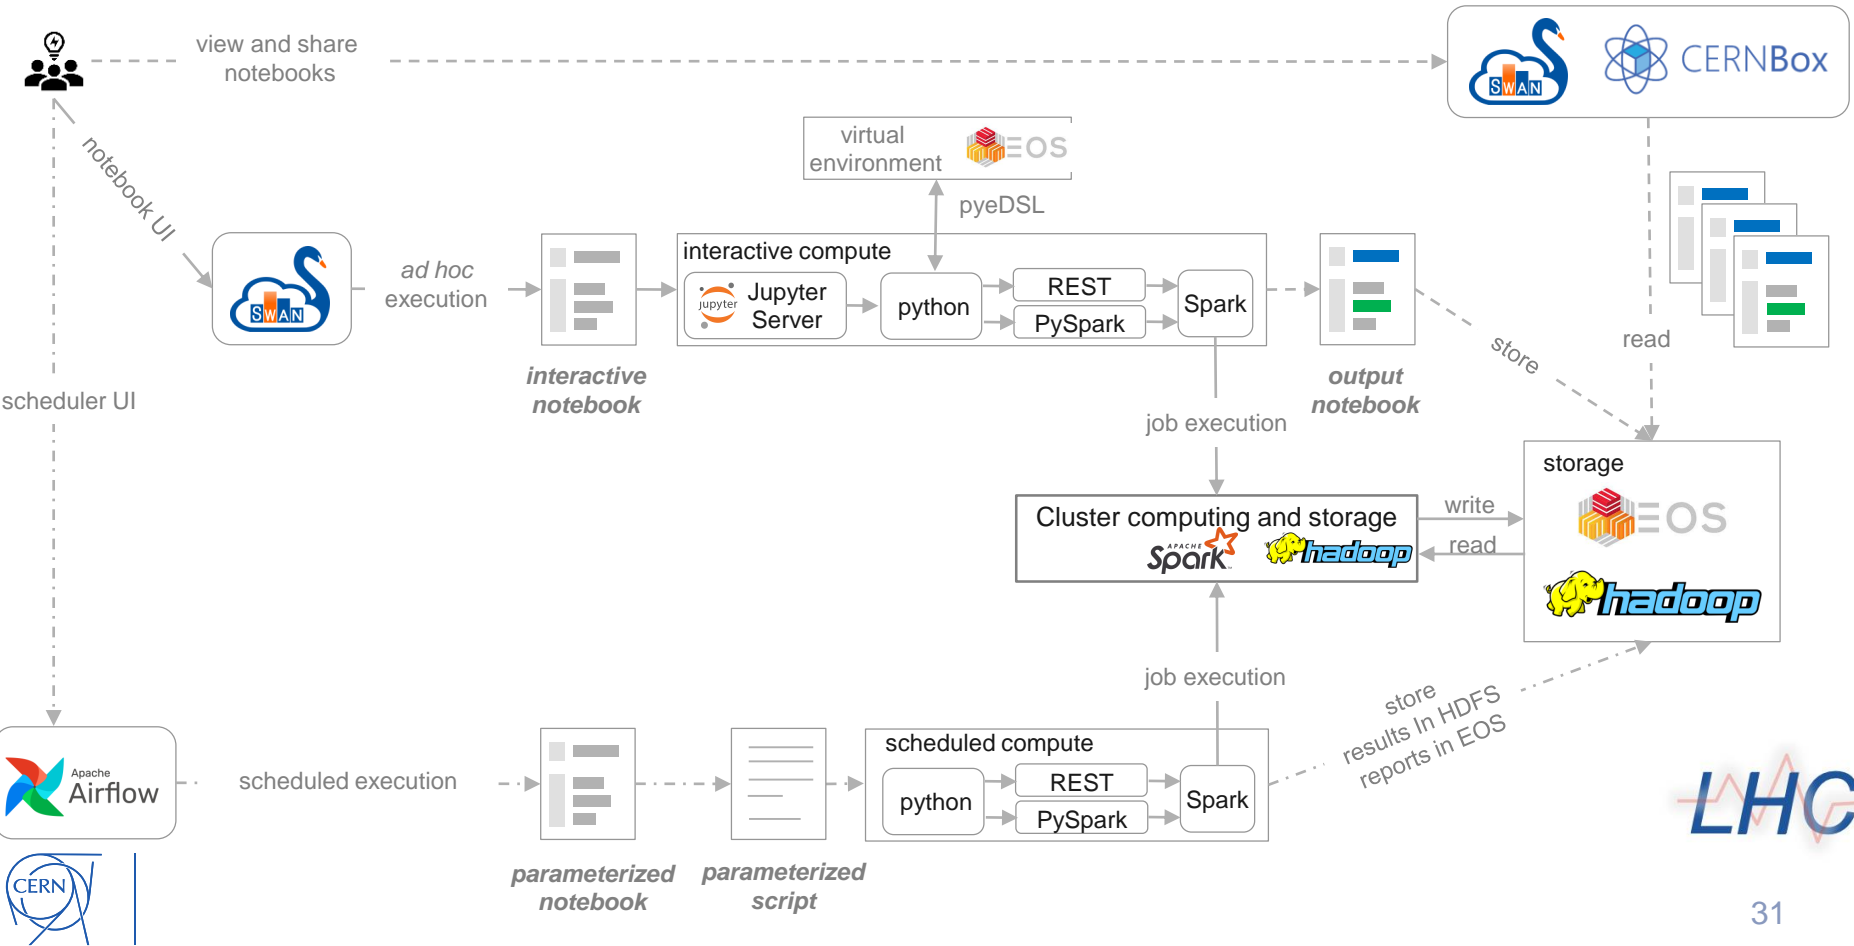 view and share
notebooks
SWAN
CERNBox
virtual
environment
EOS
notebook UI
pyeDSL
SWAN
ad hoc
execution
interactive compute
Jupyter
Jupyter
Server
python
REST
PySpark
Spark
interactive
notebook
output
notebook
store
read
scheduler UI
job execution
Cluster computing and storage
APACHE
Spark
hadoop
write
read
storage
EOS
hadoop
job execution
store
results In HDFS
reports in EOS
Apache
Airflow
scheduled execution
scheduled compute
python
REST
PySpark
Spark
parameterized
notebook
parameterized
script
LHC
CERN
31